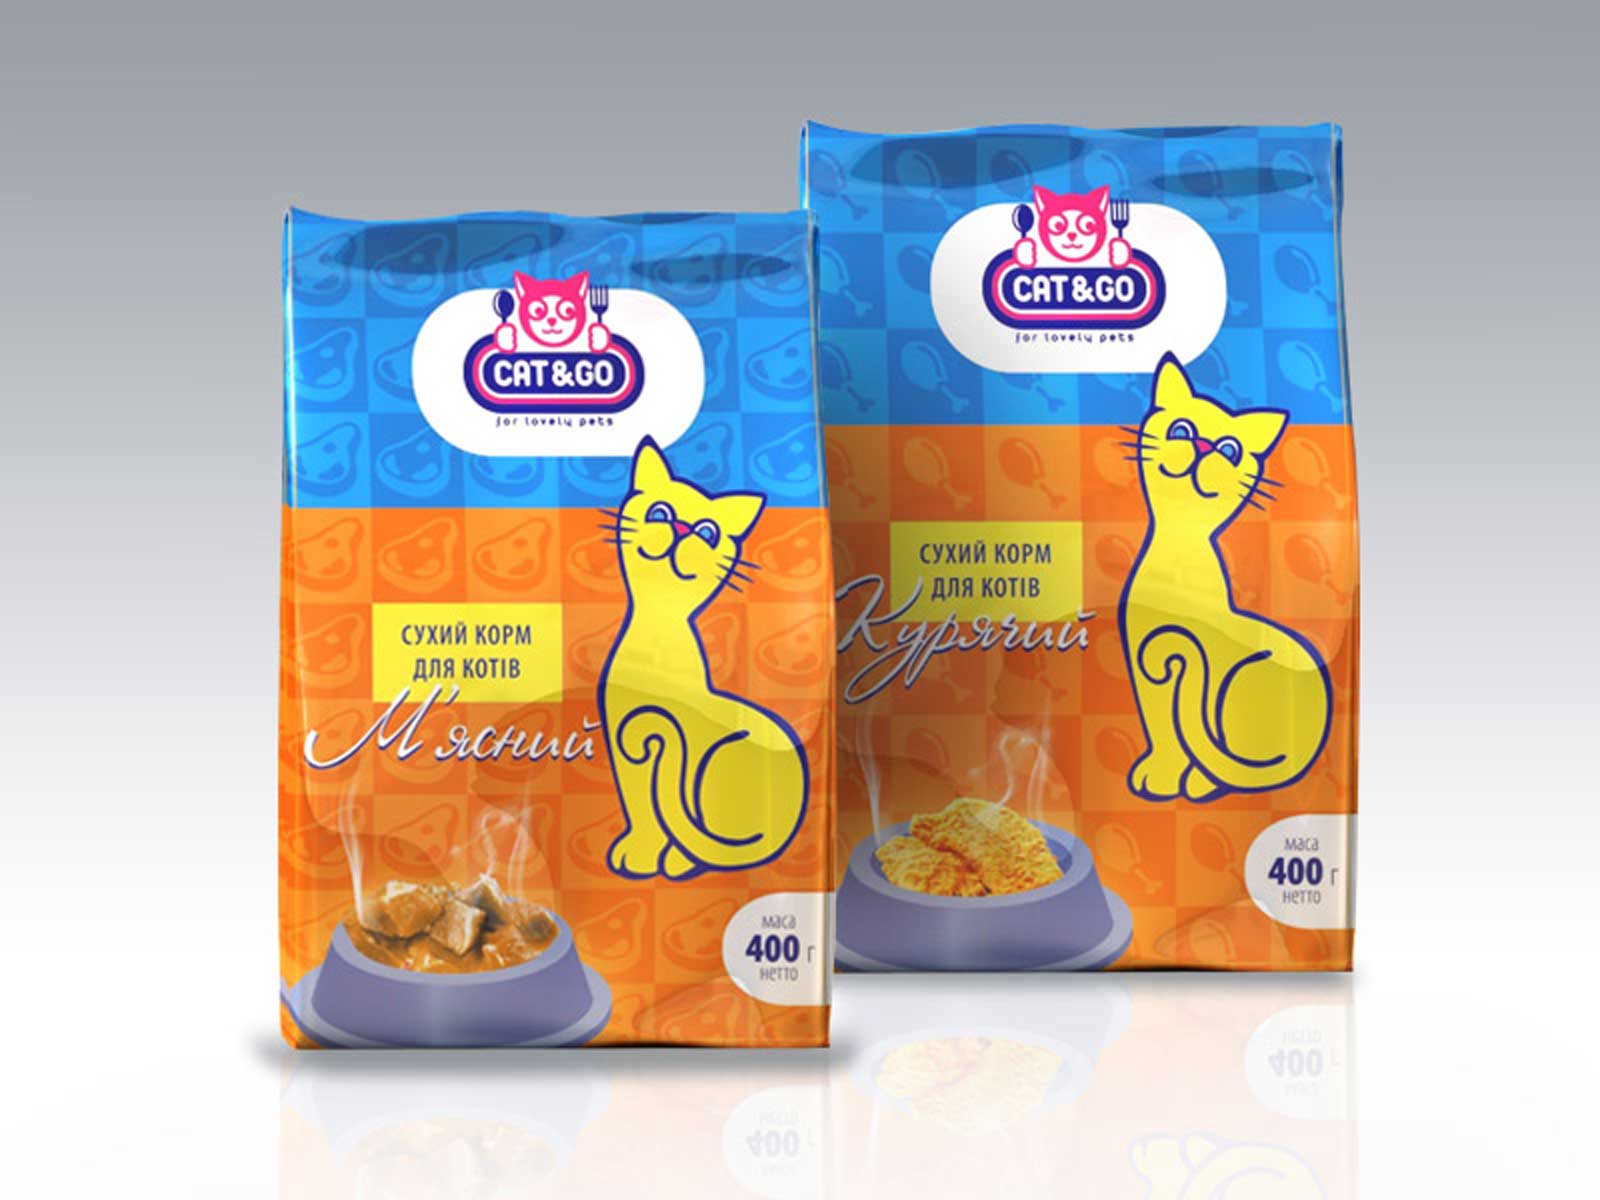 CAT&GO
for lovely pets
СУХИЙ КОРМ
ДЛЯ КОТІВ
М'ясний
маса
400 г
нетто
CAT&GO
for lovely pets
СУХИЙ КОРМ
ДЛЯ КОТІВ
Курячий
маса
400 г
нетто